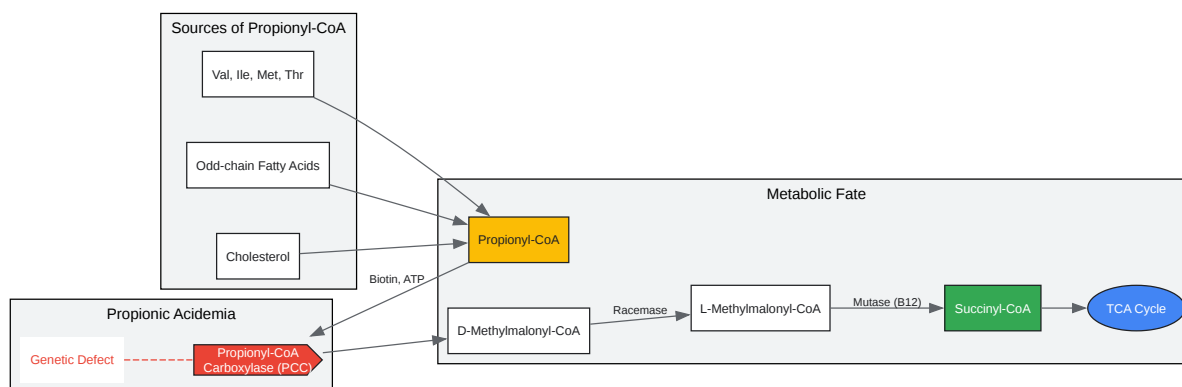 Sources of Propionyl-CoA
Val, Ile, Met, Thr
Odd-chain Fatty Acids
Cholesterol
Metabolic Fate
Propionyl-CoA
Biotin, ATP
Propionic Acidemia
Genetic Defect
Propionyl-CoA
Carboxylase (PCC)
D-Methylmalonyl-CoA
Racemase
L-Methylmalonyl-CoA
Mutase (B12)
Succinyl-CoA
TCA Cycle